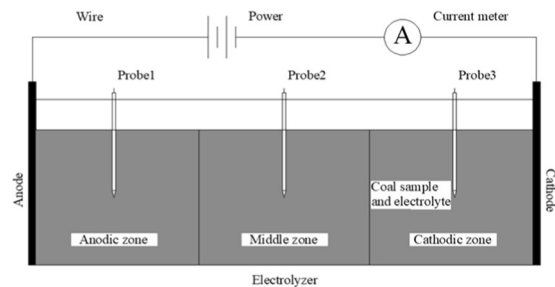 Wire
Power
Current meter
A
Probe1
Probe2
Probe3
Anode
Cathode
Coal sample
and electrolyte
Anodic zone
Middle zone
Cathodic zone
Electrolyzer